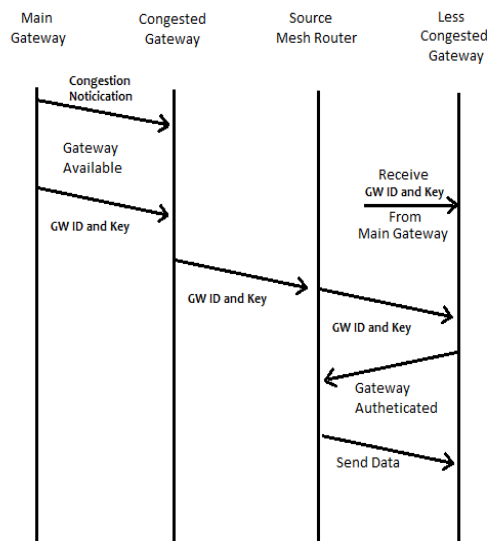 Main
Gateway
Congested
Gateway
Source
Mesh Router
Less
Congested
Gateway
Congestion
Noticication
Gateway
Available
Receive
GW ID and Key
From
Main Gateway
GW ID and Key
GW ID and Key
GW ID and Key
Gateway
Autheticated
Send Data